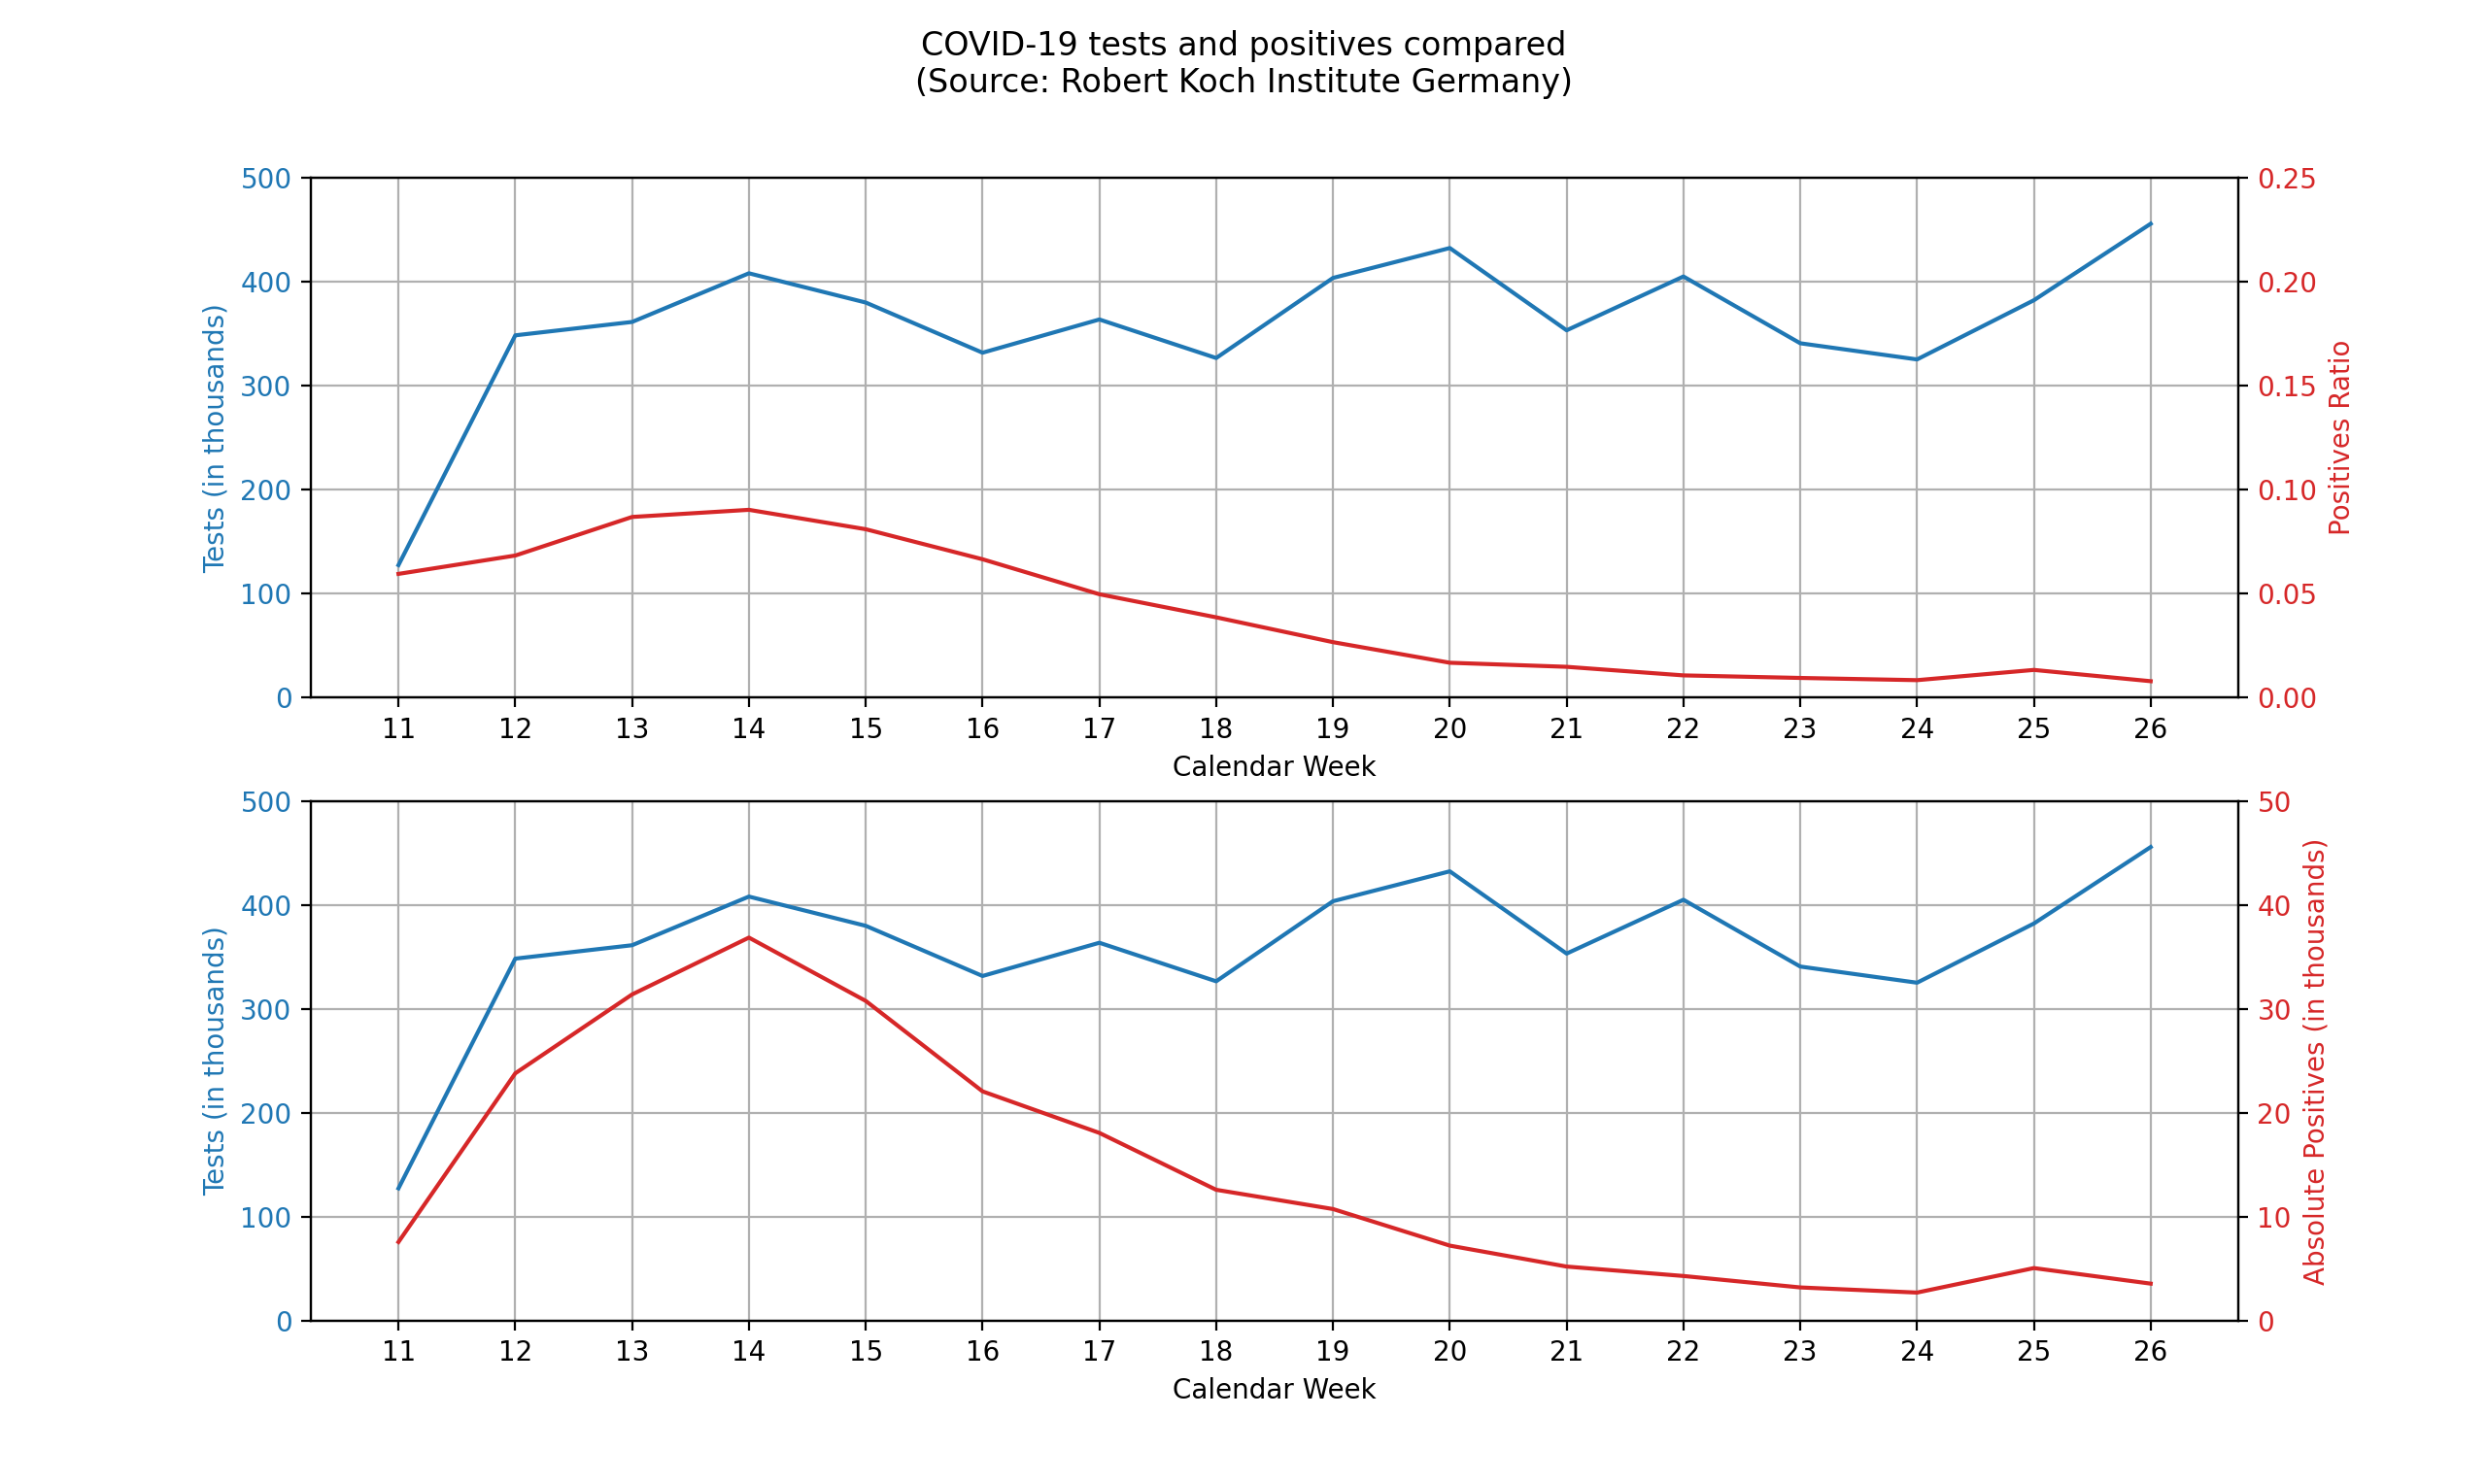 COVID-19 tests and positives compared
(Source: Robert Koch Institute Germany)
500
400
300
200
100
0
Tests (in thousands)
0.25
0.20
0.15
0.10
0.05
0.00
Positives Ratio
11 12 13 14 15 16 17 18 19 20 21 22 23 24 25 26
Calendar Week
500
400
300
200
100
0
Tests (in thousands)
50
40
30
20
10
0
Absolute Positives (in thousands)
11 12 13 14 15 16 17 18 19 20 21 22 23 24 25 26
Calendar Week